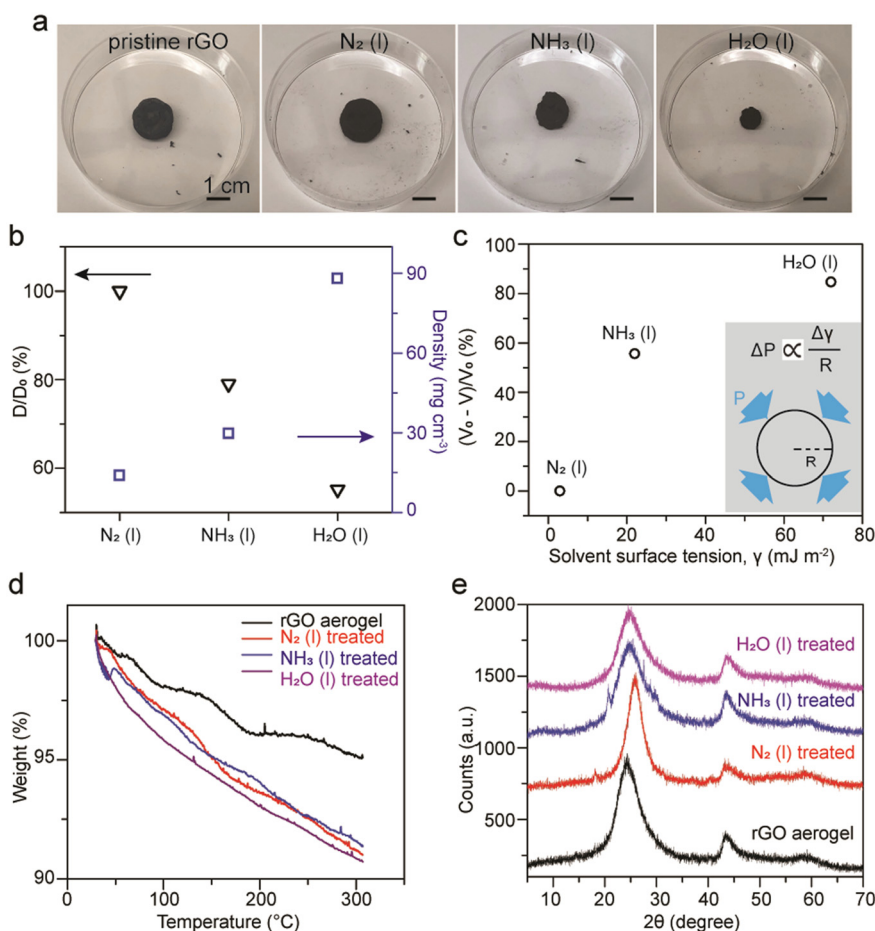 a
pristine rGO
N₂ (l)
NH₃ (l)
H₂O (l)
1 cm
b
D/D₀ (%)
100
80
60
N₂ (l)
NH₃ (l)
H₂O (l)
90
60
30
0
Density (mg cm⁻³)
c
(V₀ - V)/V₀ (%)
100
80
60
40
20
0
H₂O (l)
NH₃ (l)
N₂ (l)
ΔP ∝ Δγ/R
P
R
0
20
40
60
80
Solvent surface tension, γ (mJ m⁻²)
d
Weight (%)
100
95
90
rGO aerogel
N₂ (l) treated
NH₃ (l) treated
H₂O (l) treated
0
100
200
300
Temperature (°C)
e
Counts (a.u.)
2000
1500
1000
500
H₂O (l) treated
NH₃ (l) treated
N₂ (l) treated
rGO aerogel
10
20
30
40
50
60
70
2θ (degree)